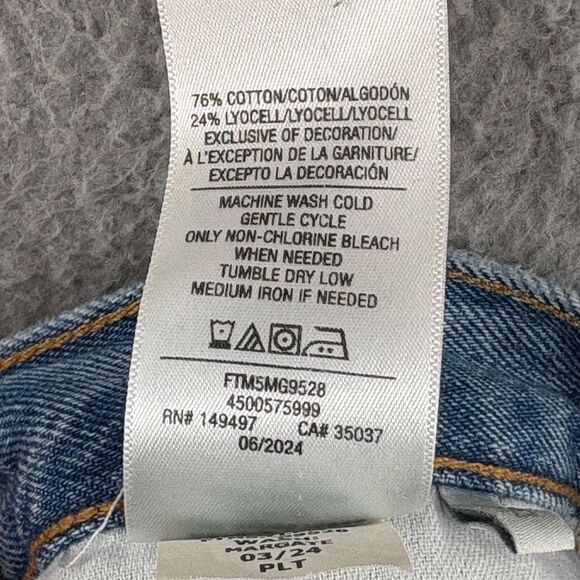 76% COTTON/COTON/ALGODÓN
24% LYOCELL/LYOCELL/LYOCELL
EXCLUSIVE OF DECORATION/
À L'EXCEPTION DE LA GARNITURE/
EXCEPTO LA DECORACIÓN
MACHINE WASH COLD
GENTLE CYCLE
ONLY NON-CHLORINE BLEACH
WHEN NEEDED
TUMBLE DRY LOW
MEDIUM IRON IF NEEDED
FTM5MG9528
4500575999
RN# 149497 CA# 35037
06/2024
WASH:
MARGATE
03/24
PLT